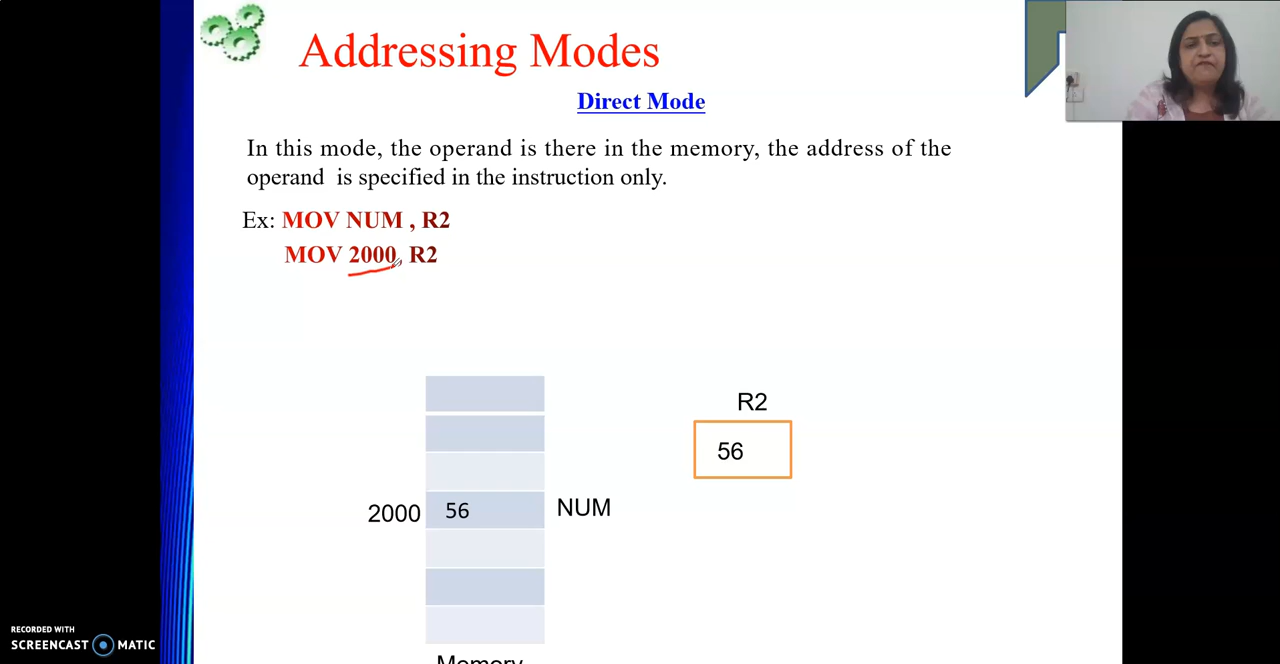 Addressing Modes
Direct Mode
In this mode, the operand is there in the memory, the address of the
operand is specified in the instruction only.
Ex: MOV NUM , R2
MOV 2000, R2
R2
56
2000 56 NUM
Memory
RECORDED WITH
SCREENCAST MATIC